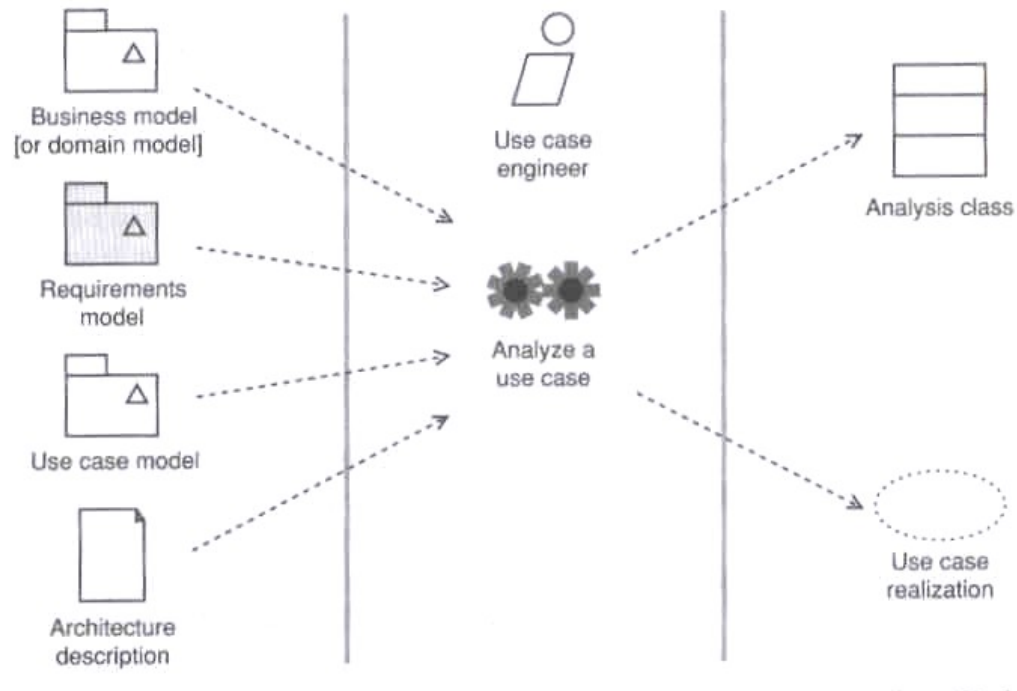 Business model
[or domain model]
Requirements
model
Use case model
Architecture
description
Use case
engineer
Analyze a
use case
Analysis class
Use case
realization